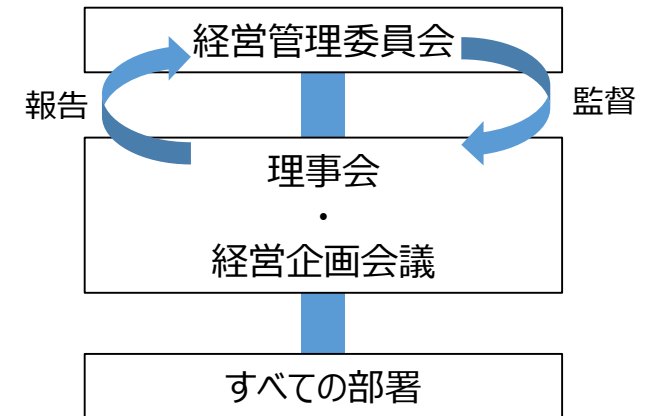 経営管理委員会
報告
監督
理事会
・
経営企画会議
すべての部署